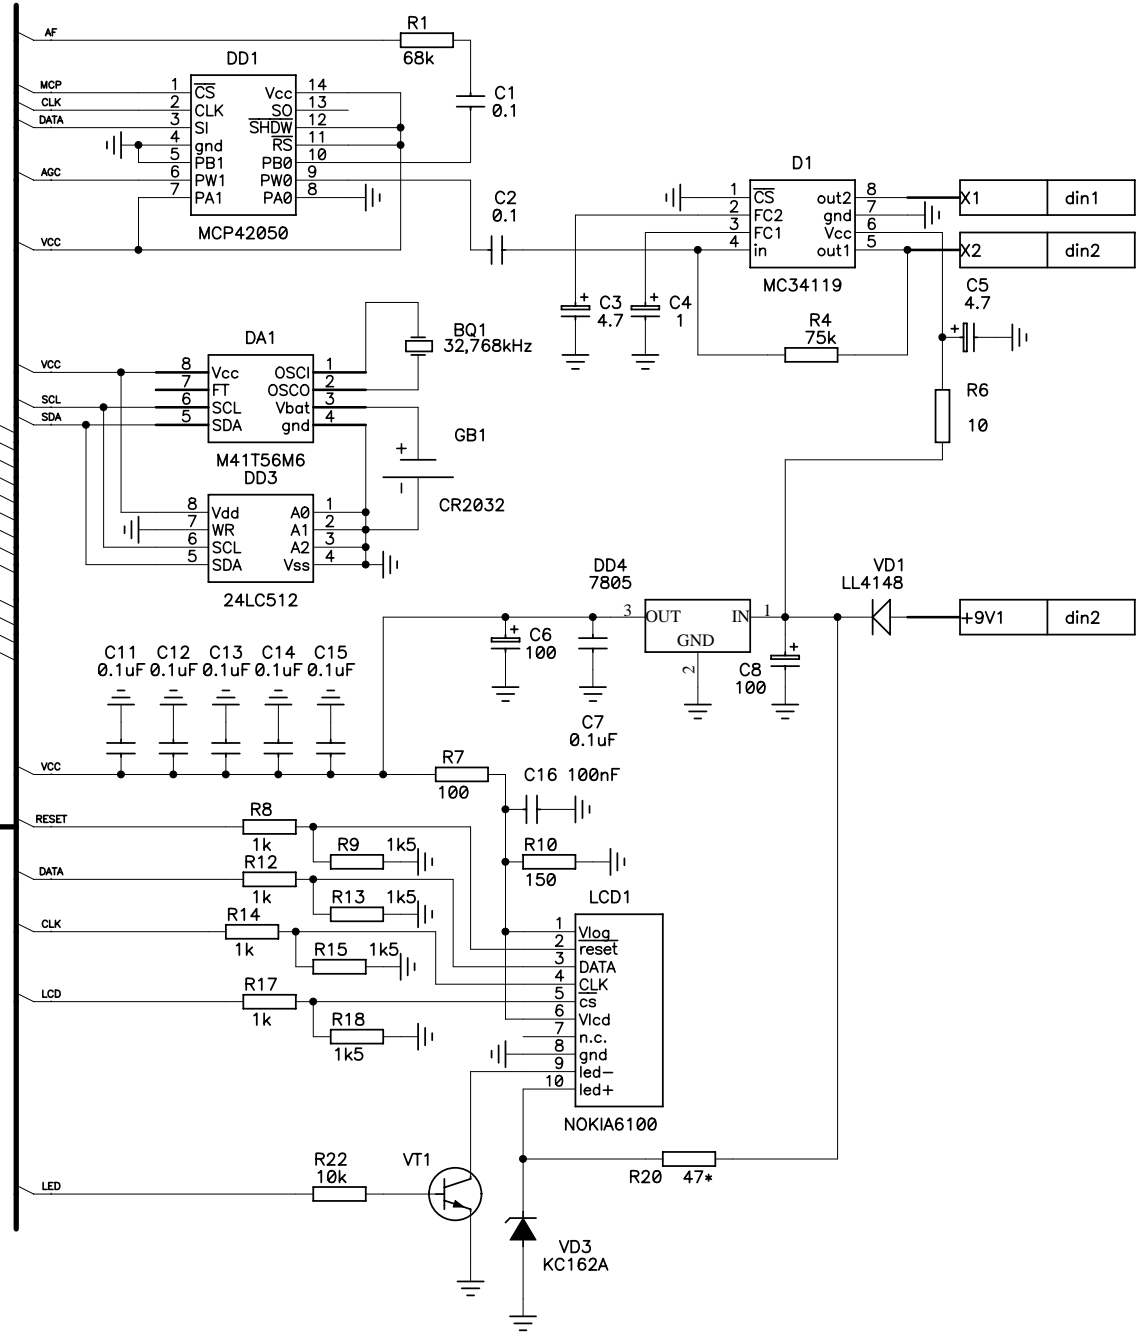 AF
R1
68k
DD1
MCP
CLK
DATA
AGC
VCC
1 CS Vcc 14
2 CLK SO 13
3 SI SHDW 12
4 gnd RS 11
5 PB1 PB0 10
6 PW1 PW0 9
7 PA1 PA0 8
MCP42050
C1
0.1
C2
0.1
D1
1 CS out2 8
2 FC2 gnd 7
3 FC1 Vcc 6
4 in out1 5
MC34119
X1 din1
X2 din2
+ C3
4.7
+ C4
1
R4
75k
C5
4.7
+
R6
10
DA1
VCC
SCL
SDA
8 Vcc OSCI 1
7 FT OSCO 2
6 SCL Vbat 3
5 SDA gnd 4
M41T56M6
BQ1
32,768kHz
GB1
+
CR2032
DD3
8 Vdd A0 1
7 WR A1 2
6 SCL A2 3
5 SDA Vss 4
24LC512
DD4
7805
3 OUT IN 1
GND
2
VD1
LL4148
+9V1 din2
+ C6
100
C7
0.1uF
+
C8
100
C11 C12 C13 C14 C15
0.1uF 0.1uF 0.1uF 0.1uF 0.1uF
VCC
R7
100
C16 100nF
RESET
R8
1k
R9 1k5
R10
150
DATA
R12
1k
R13 1k5
CLK
R14
1k
R15 1k5
LCD
R17
1k
R18
1k5
LCD1
1 Vlog
2 reset
3 DATA
4 CLK
5 cs
6 Vlcd
7 n.c.
8 gnd
9 led-
10 led+
NOKIA6100
LED
R22
10k
VT1
R20 47*
VD3
KC162A